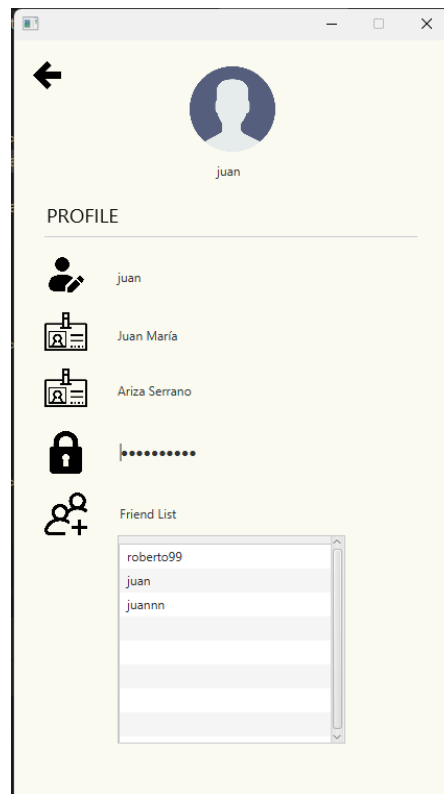 juan
PROFILE
juan
Juan María
Ariza Serrano
••••••••••
Friend List
roberto99
juan
juannn